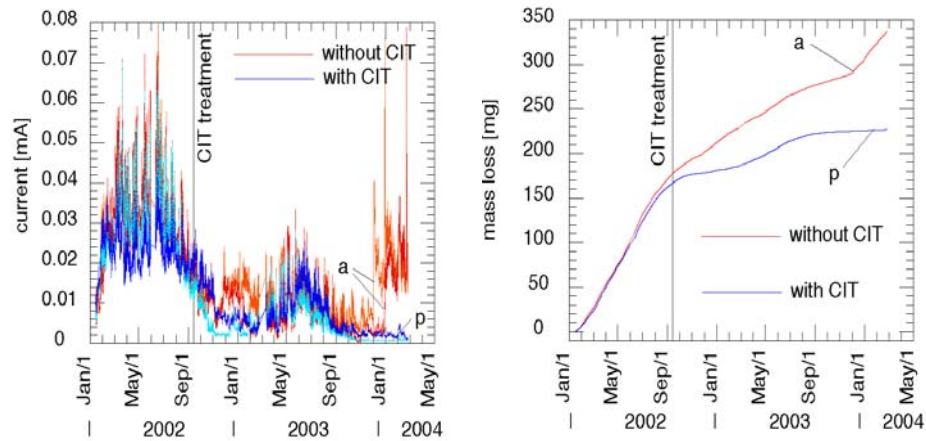 0.08
0.07
0.06
0.05
0.04
0.03
0.02
0.01
0
current [mA]
without CIT
with CIT
CIT treatment
a
p
Jan/1
May/1
Sep/1
Jan/1
May/1
Sep/1
Jan/1
May/1
| 2002 | 2003 | 2004
350
300
250
200
150
100
50
0
mass loss [mg]
CIT treatment
a
p
without CIT
with CIT
Jan/1
May/1
Sep/1
Jan/1
May/1
Sep/1
Jan/1
May/1
| 2002 | 2003 | 2004